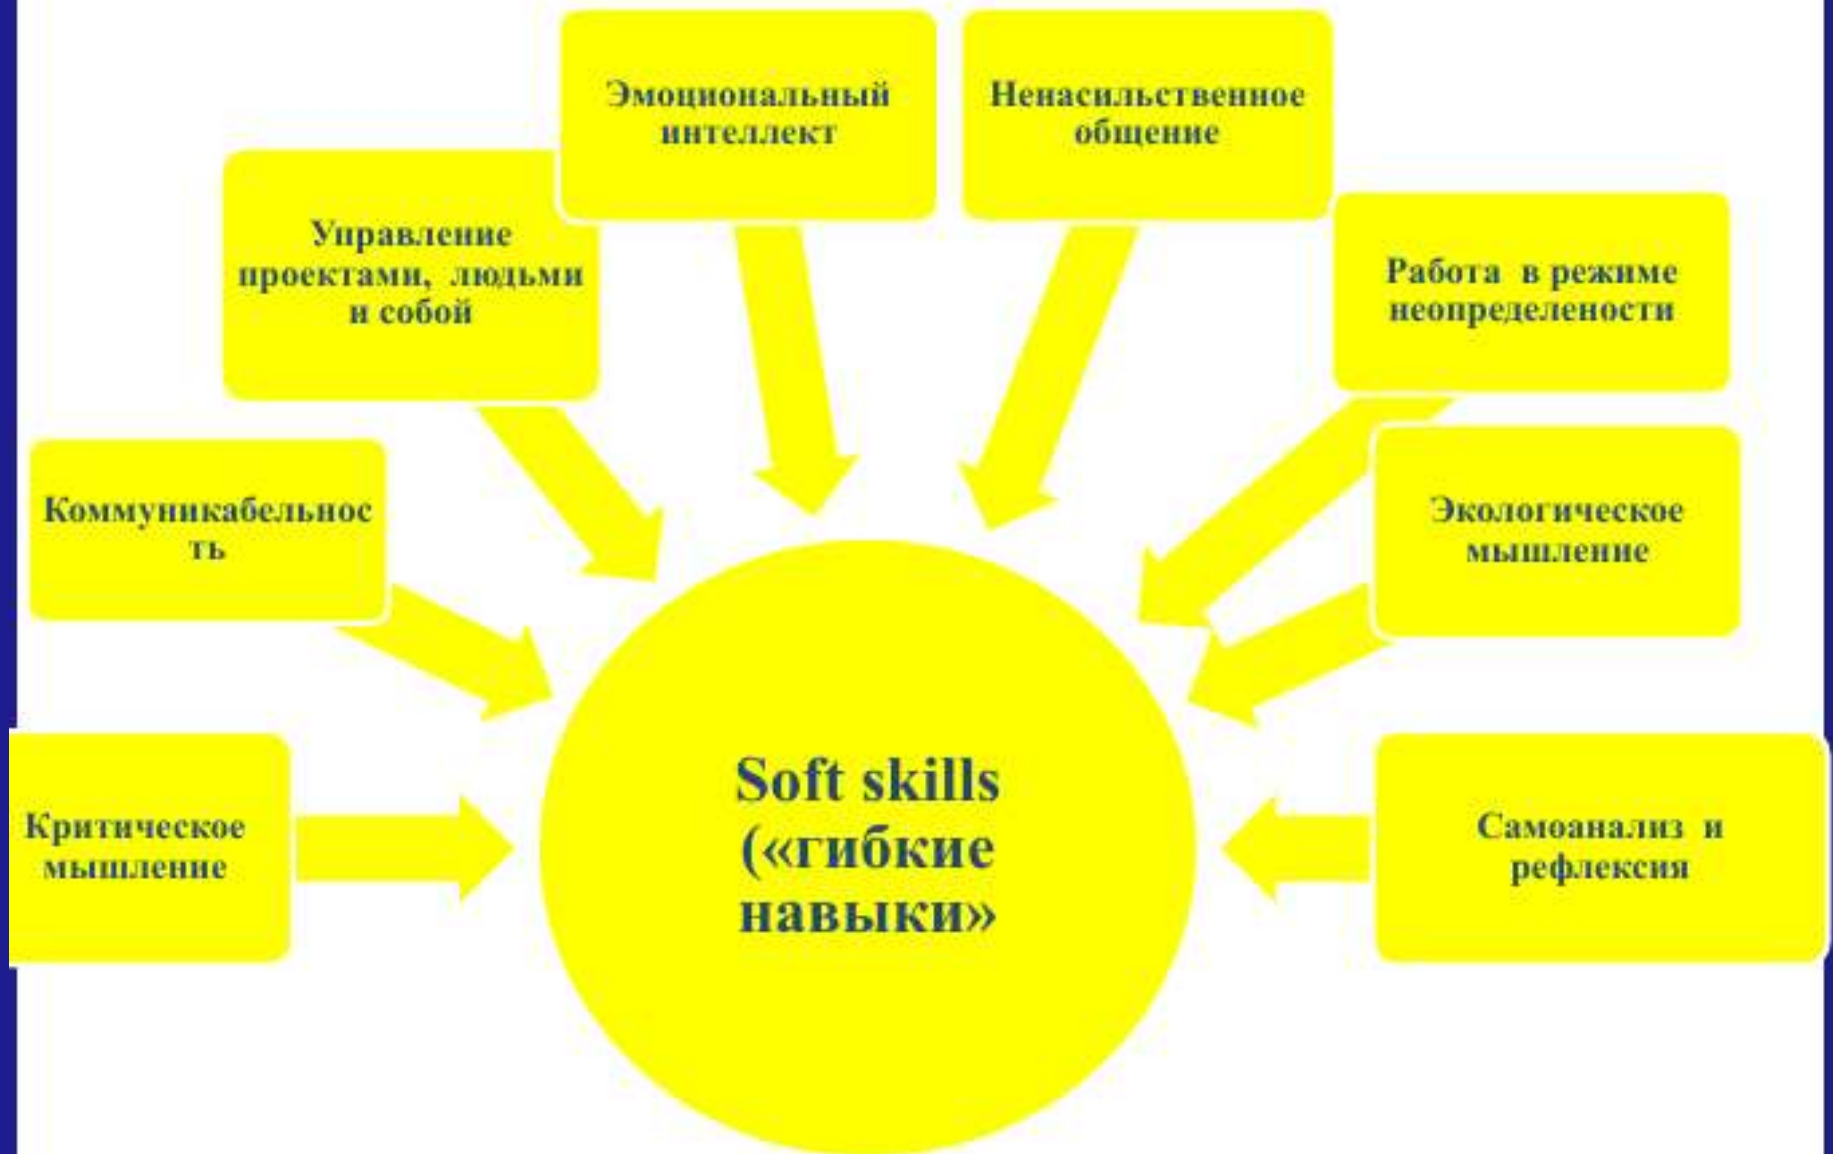 Эмоциональный
интеллект
Ненасильственное
общение
Управление
проектами, людьми
и собой
Работа в режиме
неопределености
Коммуникабельнос
ть
Экологическое
мышление
Критическое
мышление
Soft skills
(«гибкие
навыки»
Самоанализ и
рефлексия